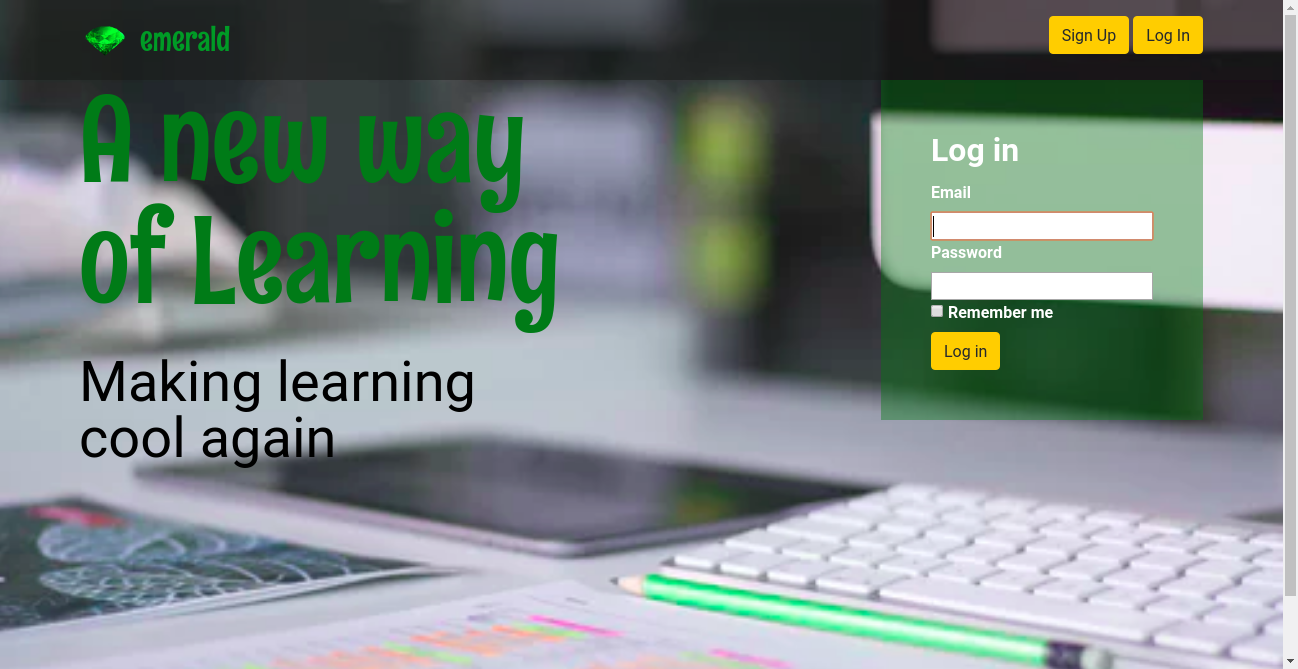 emerald
Sign Up
Log In
A new way
of Learning
Making learning
cool again
Log in
Email
Password
Remember me
Log in